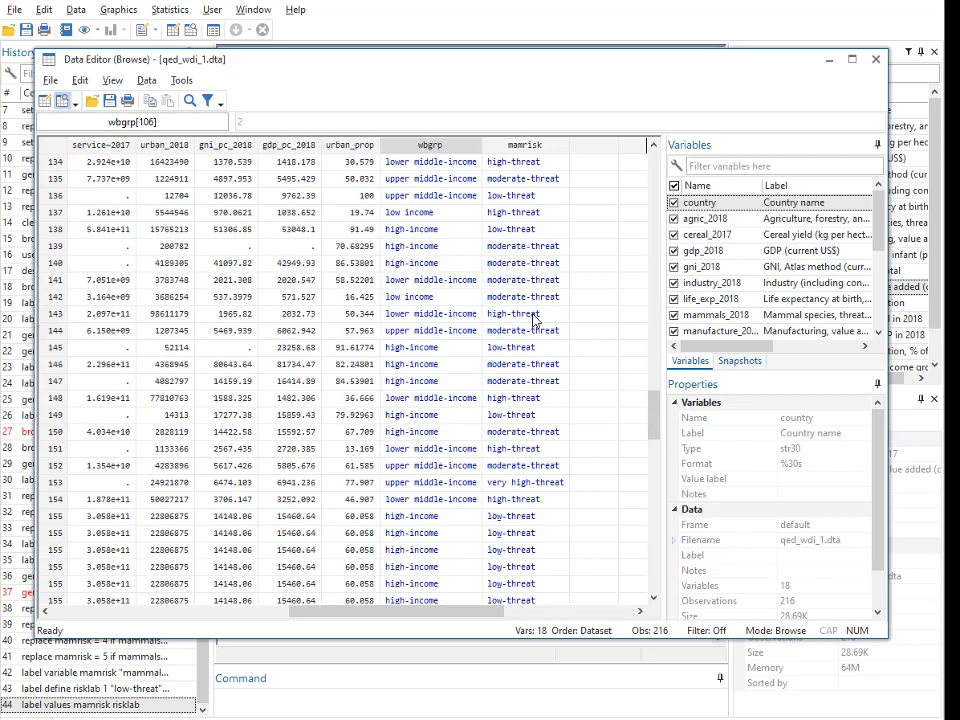 File Edit Data Graphics Statistics User Window Help
History
# Co
Data Editor (Browse) - [qed_wdi_1.dta]
File Edit View Data Tools
wbgrp[106] 2
service~2017 urban_2018 gni_pc_2018 gdp_pc_2018 urban_prop wbgrp mamrisk
134 2.924e+10 16423490 1370.539 1418.178 30.579 lower middle-income high-threat
135 7.737e+09 1224911 4897.953 5495.429 50.032 upper middle-income moderate-threat
136 . 12704 12036.78 9762.39 100 upper middle-income low-threat
137 1.261e+10 5544546 970.0621 1038.652 19.74 low income high-threat
138 5.841e+11 15765213 51306.85 53048.1 91.49 high-income low-threat
139 . 200782 . . 70.68295 high-income moderate-threat
140 . 4189305 41097.82 42949.93 86.53801 high-income moderate-threat
141 7.051e+09 3783748 2021.308 2020.547 58.52201 lower middle-income moderate-threat
142 3.164e+09 3686254 537.3979 571.527 16.425 low income moderate-threat
143 2.097e+11 98611179 1965.82 2032.73 50.344 lower middle-income high-threat
144 6.150e+09 1207345 5469.939 6062.942 57.963 upper middle-income moderate-threat
145 . 52114 . 23258.68 91.61774 high-income low-threat
146 2.296e+11 4368945 80643.64 81734.47 82.24801 high-income moderate-threat
147 . 4082797 14159.19 16414.89 84.53901 high-income moderate-threat
148 1.619e+11 77810763 1588.325 1482.306 36.666 lower middle-income high-threat
149 . 14313 17277.38 15859.43 79.92963 high-income low-threat
150 4.034e+10 2828119 14422.58 15592.57 67.709 high-income moderate-threat
151 . 1133366 2567.435 2720.385 13.169 lower middle-income high-threat
152 1.354e+10 4283896 5617.426 5805.676 61.585 upper middle-income moderate-threat
153 . 24921870 6474.103 6941.236 77.907 upper middle-income very high-threat
154 1.878e+11 50027217 3706.147 3252.092 46.907 lower middle-income high-threat
155 3.058e+11 22806875 14148.06 15460.64 60.058 high-income low-threat
155 3.058e+11 22806875 14148.06 15460.64 60.058 high-income low-threat
155 3.058e+11 22806875 14148.06 15460.64 60.058 high-income low-threat
155 3.058e+11 22806875 14148.06 15460.64 60.058 high-income low-threat
155 3.058e+11 22806875 14148.06 15460.64 60.058 high-income low-threat
155 3.058e+11 22806875 14148.06 15460.64 60.058 high-income low-threat
Variables
Filter variables here
Name Label
country Country name
agric_2018 Agriculture, forestry, an...
cereal_2017 Cereal yield (kg per hect...
gdp_2018 GDP (current US$)
gni_2018 GNI, Atlas method (curr...
industry_2018 Industry (including cons...
life_exp_2018 Life expectancy at birth,...
mammals_2018 Mammal species, threat...
manufacture_20... Manufacturing, value a...
Variables Snapshots
Properties
Variables
Name country
Label Country name
Type str30
Format %30s
Value label
Notes
Data
Frame default
Filename qed_wdi_1.dta
Label
Notes
Variables 18
Observations 216
Size 28.69K
Ready Vars: 18 Order: Dataset Obs: 216 Filter: Off Mode: Browse CAP NUM
40 replace mamrisk = 4 if mammals...
41 replace mamrisk = 5 if mammals...
42 label variable mamrisk "mammal...
43 label define risklab 1 "low-threat"...
44 label values mamrisk risklab
Command
Size 28.69K
Memory 64M
Sorted by